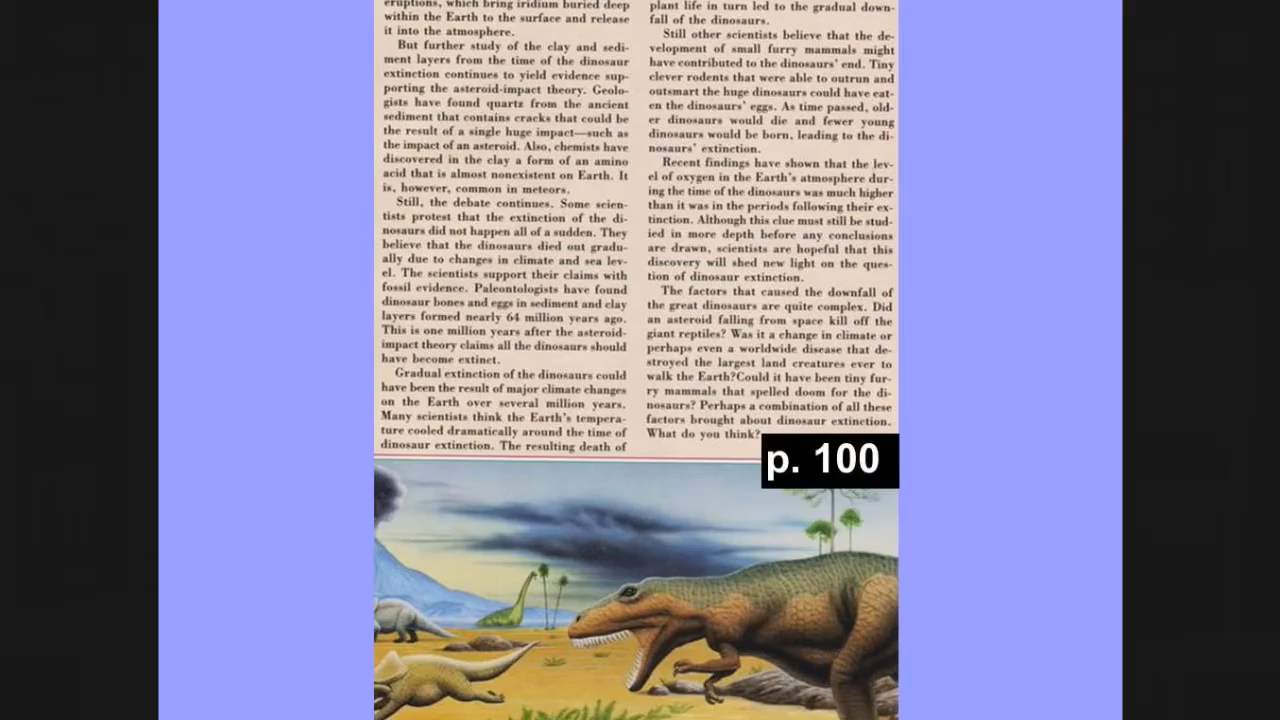 eruptions, which bring iridium buried deep
within the Earth to the surface and release
it into the atmosphere.
But further study of the clay and sedi-
ment layers from the time of the dinosaur
extinction continues to yield evidence sup-
porting the asteroid-impact theory. Geolo-
gists have found quartz from the ancient
sediment that contains cracks that could be
the result of a single huge impact—such as
the impact of an asteroid. Also, chemists have
discovered in the clay a form of an amino
acid that is almost nonexistent on Earth. It
is, however, common in meteors.
Still, the debate continues. Some scien-
tists protest that the extinction of the di-
nosaurs did not happen all of a sudden. They
believe that the dinosaurs died out gradu-
ally due to changes in climate and sea lev-
el. The scientists support their claims with
fossil evidence. Paleontologists have found
dinosaur bones and eggs in sediment and clay
layers formed nearly 64 million years ago.
This is one million years after the asteroid-
impact theory claims all the dinosaurs should
have become extinct.
Gradual extinction of the dinosaurs could
have been the result of major climate changes
on the Earth over several million years.
Many scientists think the Earth's tempera-
ture cooled dramatically around the time of
dinosaur extinction. The resulting death of
plant life in turn led to the gradual down-
fall of the dinosaurs.
Still other scientists believe that the de-
velopment of small furry mammals might
have contributed to the dinosaurs' end. Tiny
clever rodents that were able to outrun and
outsmart the huge dinosaurs could have eat-
en the dinosaurs' eggs. As time passed, old-
er dinosaurs would die and fewer young
dinosaurs would be born, leading to the di-
nosaurs' extinction.
Recent findings have shown that the lev-
el of oxygen in the Earth's atmosphere dur-
ing the time of the dinosaurs was much higher
than it was in the periods following their ex-
tinction. Although this clue must still be stud-
ied in more depth before any conclusions
are drawn, scientists are hopeful that this
discovery will shed new light on the ques-
tion of dinosaur extinction.
The factors that caused the downfall of
the great dinosaurs are quite complex. Did
an asteroid falling from space kill off the
giant reptiles? Was it a change in climate or
perhaps even a worldwide disease that de-
stroyed the largest land creatures ever to
walk the Earth?Could it have been tiny fur-
ry mammals that spelled doom for the di-
nosaurs? Perhaps a combination of all these
factors brought about dinosaur extinction.
What do you think?
p. 100